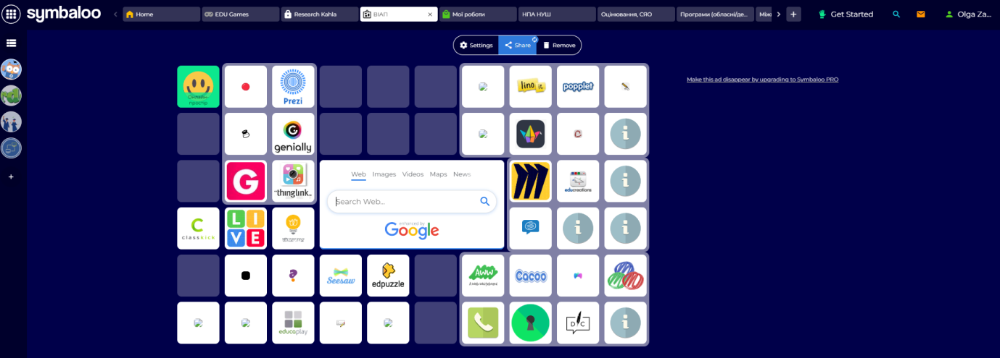 symbaloo
Home
EDU Games
Research Kahla
ВІАП
Мої роботи
НПА НУШ
Оцінювання, СЯО
Програми (обласні/де...
Між
Get Started
Olga Za...
Settings
Share
Remove
Make this ad disappear by upgrading to Symbaloo PRO
Онлайн-
простір
Prezi
lino it
popplet
genially
G
thinglink..
Web Images Videos Maps News
Search Web...
enhanced by
Google
educreations
C
classkick
LIVE
Seesaw
edpuzzle
AWW
A Web Whiteboard
Cacoo
educaplay
D C